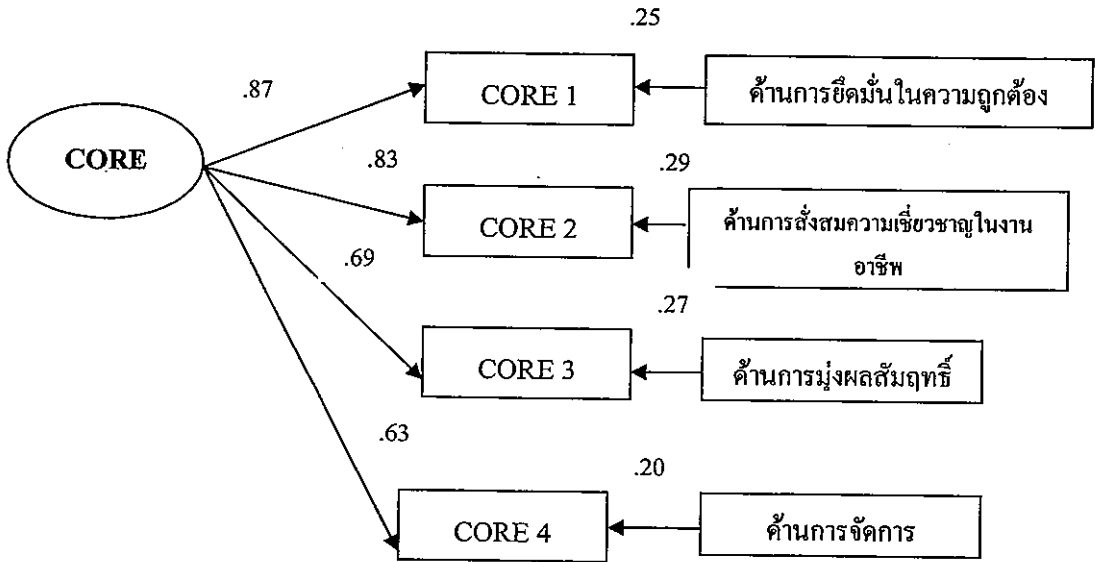 .25
.87
CORE 1
ด้านการยึดมั่นในความถูกต้อง
CORE
.83
.29
CORE 2
ด้านการสั่งสมความเชี่ยวชาญในงาน
อาชีพ
.69
.27
CORE 3
ด้านการมุ่งผลสัมฤทธิ์
.63
.20
CORE 4
ด้านการจัดการ